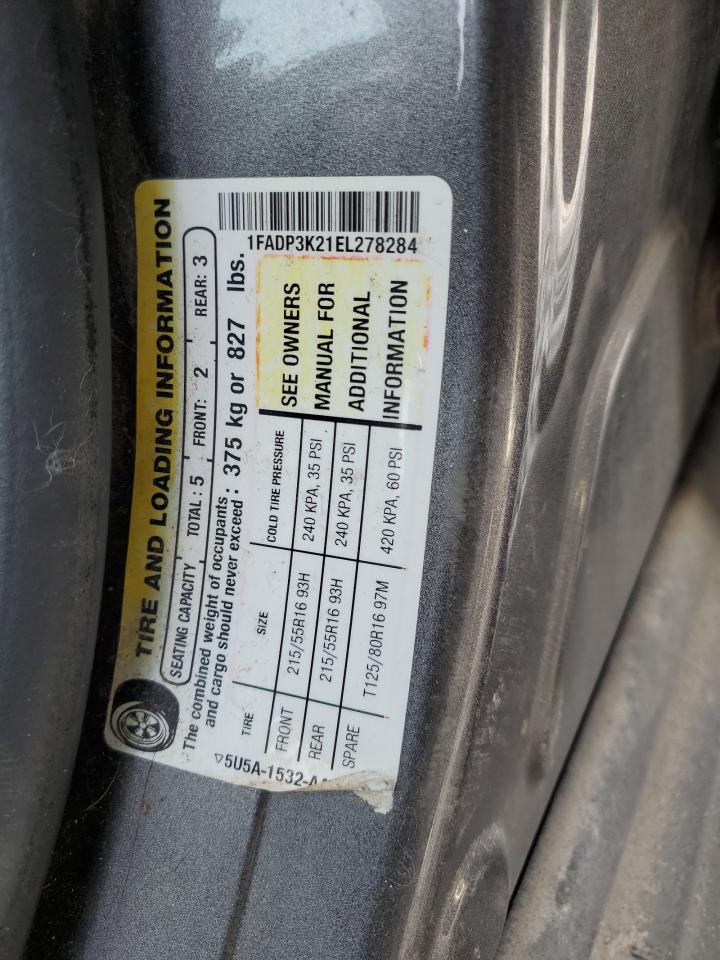 TIRE AND LOADING INFORMATION
SEATING CAPACITY TOTAL: 5 FRONT: 2 REAR: 3
The combined weight of occupants
and cargo should never exceed: 375 kg or 827 lbs.
TIRE SIZE COLD TIRE PRESSURE
FRONT 215/55R16 93H 240 KPA, 35 PSI
REAR 215/55R16 93H 240 KPA, 35 PSI
SPARE T125/80R16 97M 420 KPA, 60 PSI
SEE OWNERS
MANUAL FOR
ADDITIONAL
INFORMATION
1FADP3K21EL278284
5U5A-1532-